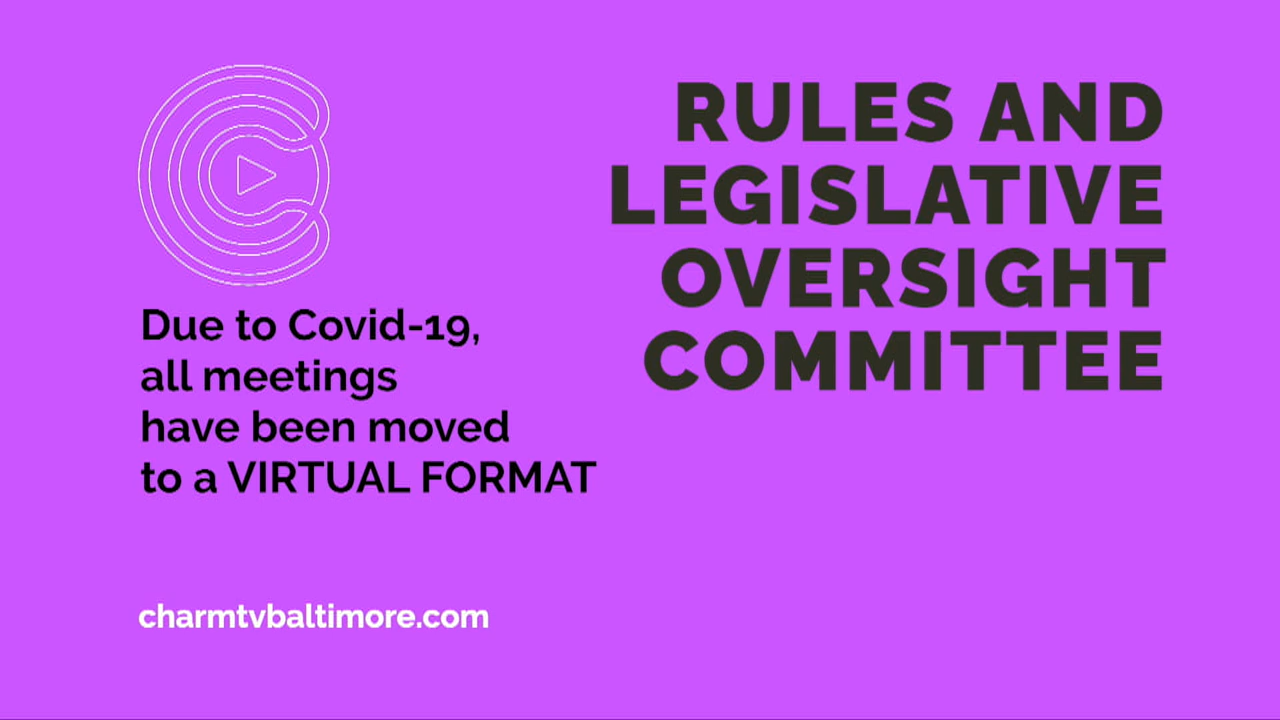 RULES AND
LEGISLATIVE
OVERSIGHT
COMMITTEE
Due to Covid-19,
all meetings
have been moved
to a VIRTUAL FORMAT
charmtvbaltimore.com